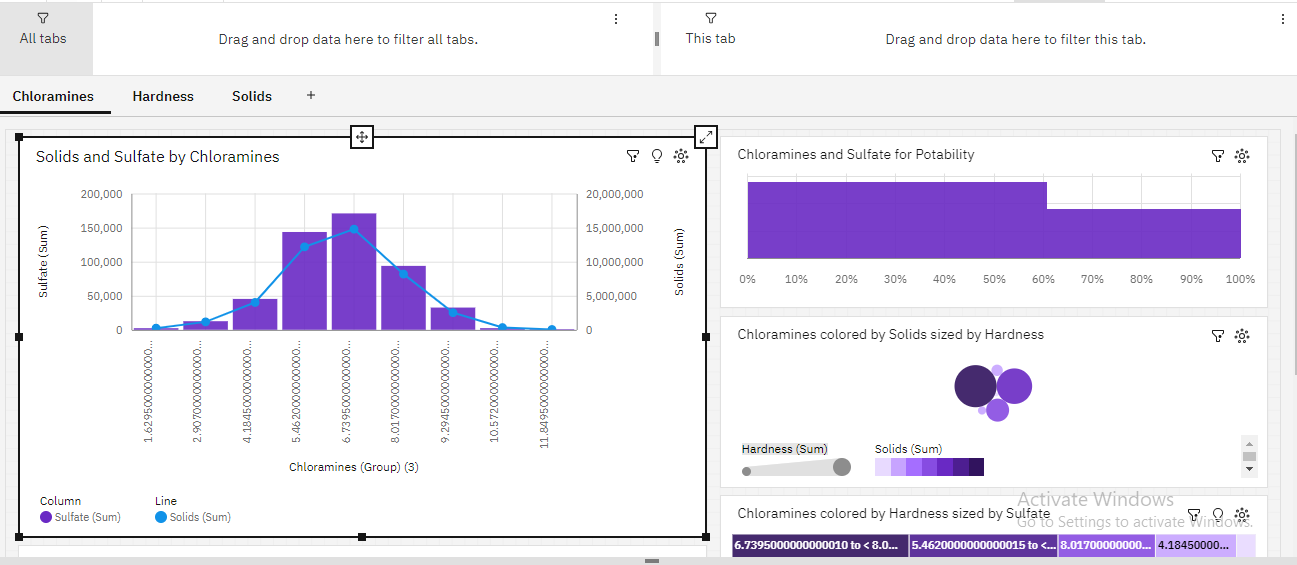 All tabs
Drag and drop data here to filter all tabs.
This tab
Drag and drop data here to filter this tab.
Chloramines
Hardness
Solids
+
Solids and Sulfate by Chloramines
200,000
150,000
100,000
50,000
0
Sulfate (Sum)
20,000,000
15,000,000
10,000,000
5,000,000
0
Solids (Sum)
1.6295000000000...
2.9070000000000...
4.1845000000000...
5.4620000000000...
6.7395000000000...
8.0170000000000...
9.2945000000000...
10.572000000000...
11.849500000000...
Chloramines (Group) (3)
Column
Sulfate (Sum)
Line
Solids (Sum)
Chloramines and Sulfate for Potability
0% 10% 20% 30% 40% 50% 60% 70% 80% 90% 100%
Chloramines colored by Solids sized by Hardness
Hardness (Sum)
Solids (Sum)
Chloramines colored by Hardness sized by Sulfate
6.7395000000000010 to < 8.0...
5.4620000000000015 to <...
8.01700000000...
4.18450000...
Activate Windows
Go to Settings to activate Windows.